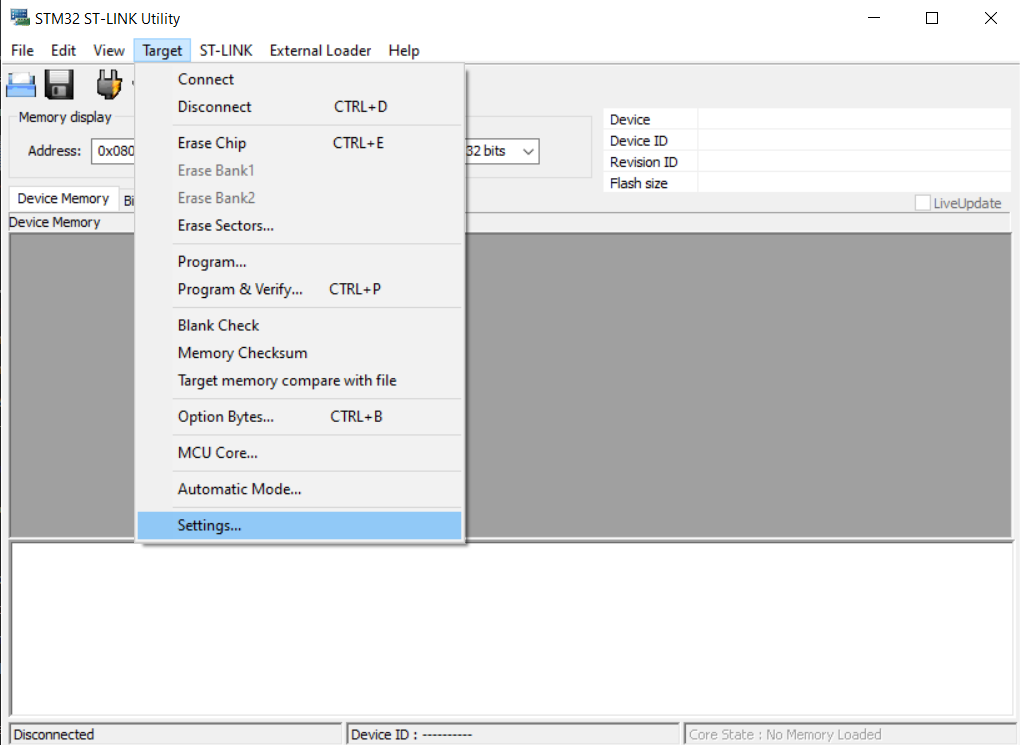 STM32 ST-LINK Utility
File Edit View Target ST-LINK External Loader Help
Connect
Disconnect CTRL+D
Erase Chip CTRL+E
Erase Bank1
Erase Bank2
Erase Sectors...
Program...
Program & Verify... CTRL+P
Blank Check
Memory Checksum
Target memory compare with file
Option Bytes... CTRL+B
MCU Core...
Automatic Mode...
Settings...
Memory display
Address: 0x080
32 bits
Device
Device ID
Revision ID
Flash size
LiveUpdate
Device Memory Bi
Device Memory
Disconnected Device ID : ---------- Core State : No Memory Loaded